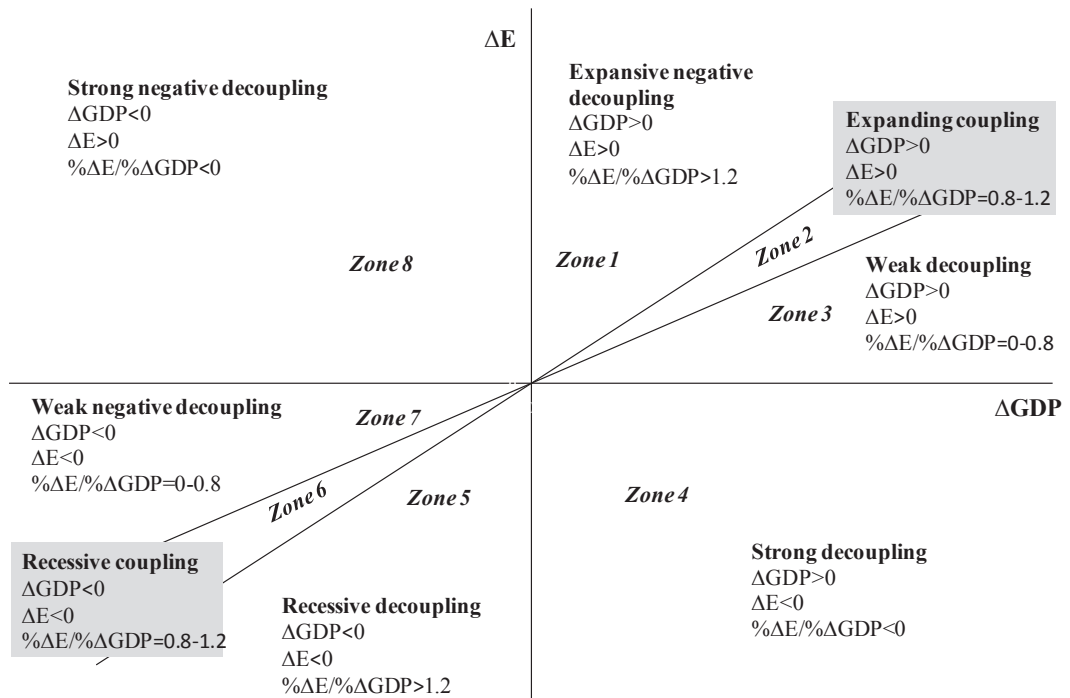 ΔE
Strong negative decoupling
ΔGDP<0
ΔE>0
%ΔE/%ΔGDP<0
Expansive negative
decoupling
ΔGDP>0
ΔE>0
%ΔE/%ΔGDP>1.2
Expanding coupling
ΔGDP>0
ΔE>0
%ΔE/%ΔGDP=0.8-1.2
Zone 8
Zone 1
Zone 2
Zone 3
Weak decoupling
ΔGDP>0
ΔE>0
%ΔE/%ΔGDP=0-0.8
ΔGDP
Weak negative decoupling
ΔGDP<0
ΔE<0
%ΔE/%ΔGDP=0-0.8
Zone 7
Zone 6
Zone 5
Zone 4
Recessive coupling
ΔGDP<0
ΔE<0
%ΔE/%ΔGDP=0.8-1.2
Recessive decoupling
ΔGDP<0
ΔE<0
%ΔE/%ΔGDP>1.2
Strong decoupling
ΔGDP>0
ΔE<0
%ΔE/%ΔGDP<0